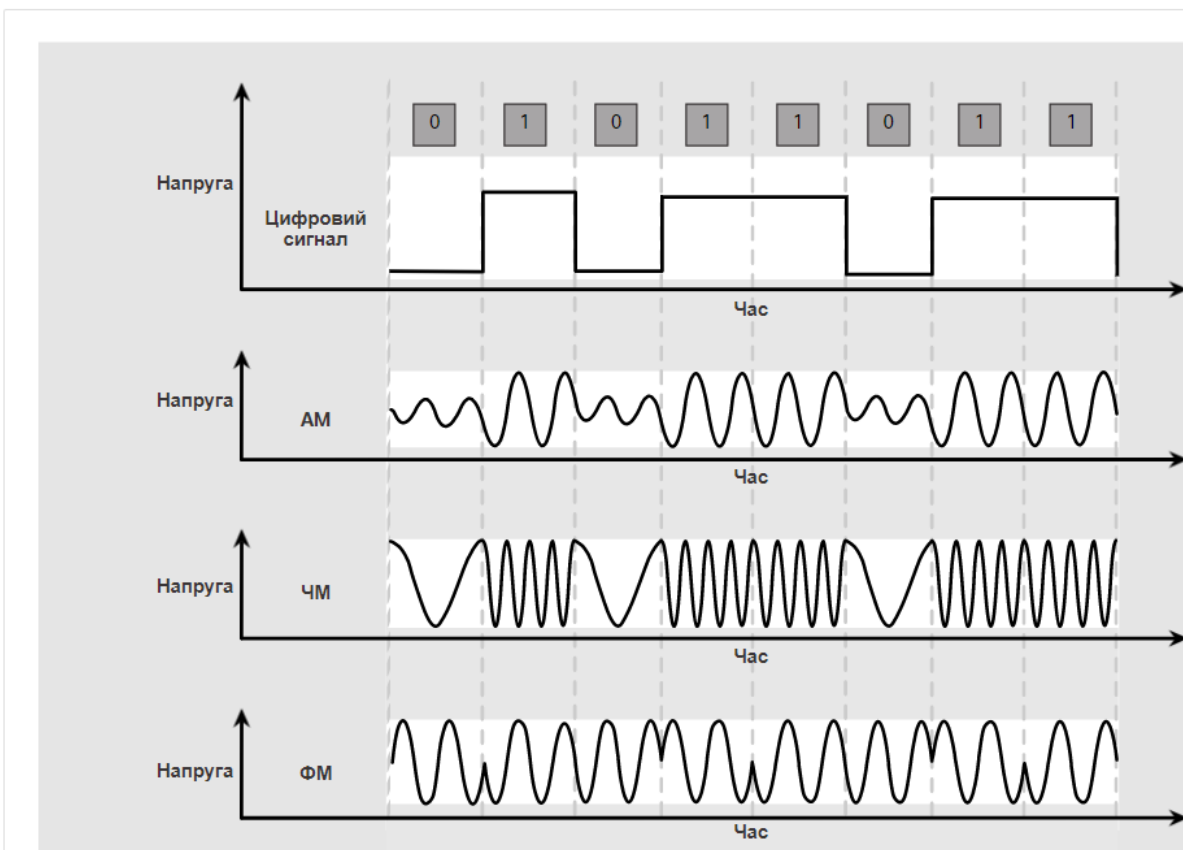 0 1 0 1 1 0 1 1
Напруга
Цифровий
сигнал
Час
Напруга
АМ
Час
Напруга
ЧМ
Час
Напруга
ФМ
Час